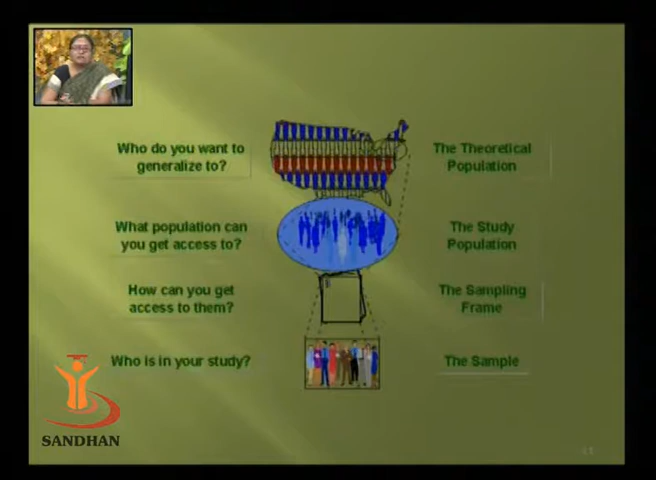 Who do you want to
generalize to?
The Theoretical
Population
What population can
you get access to?
The Study
Population
How can you get
access to them?
The Sampling
Frame
Who is in your study?
The Sample
SANDHAN
41